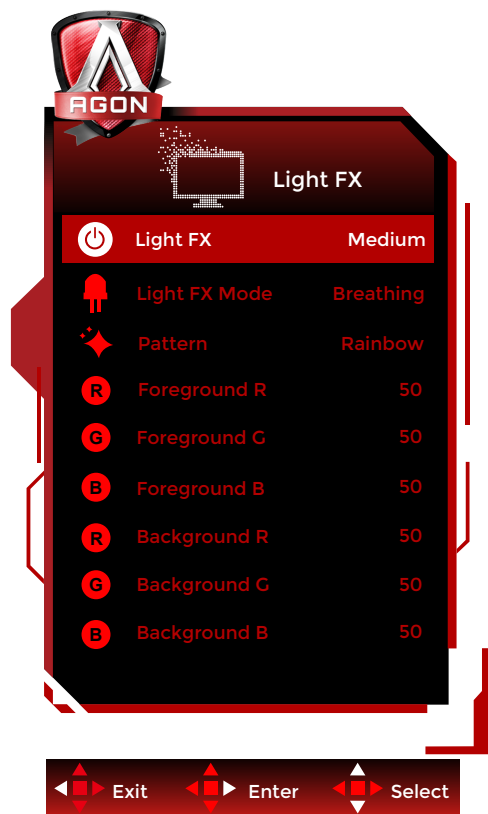 AGON
Light FX
Light FX Medium
Light FX Mode Breathing
Pattern Rainbow
R Foreground R 50
G Foreground G 50
B Foreground B 50
R Background R 50
G Background G 50
B Background B 50
Exit Enter Select